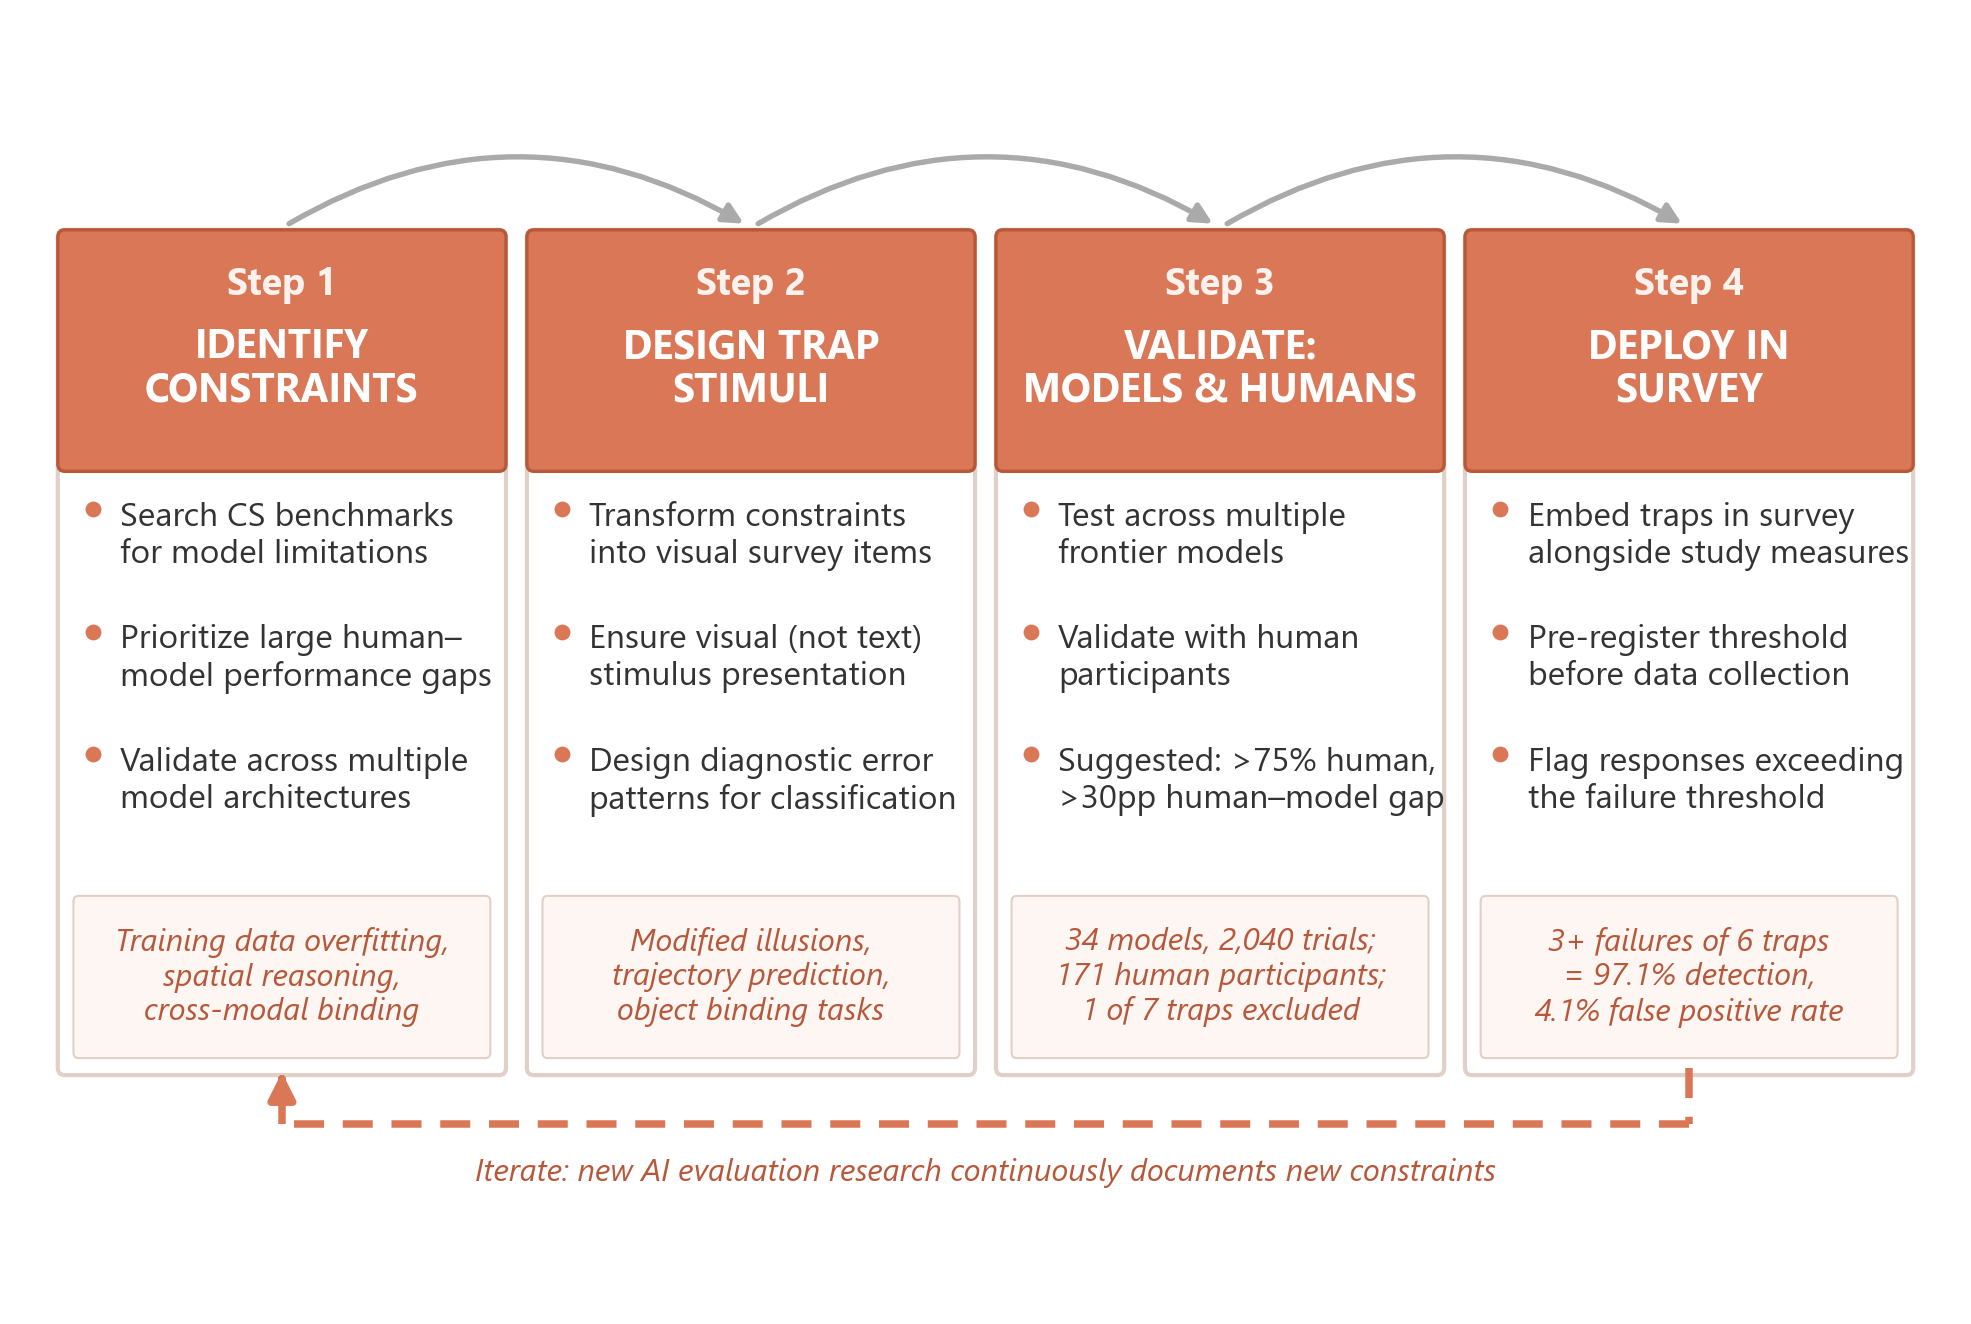 Step 1
IDENTIFY
CONSTRAINTS
Search CS benchmarks
for model limitations
Prioritize large human–
model performance gaps
Validate across multiple
model architectures
Training data overfitting,
spatial reasoning,
cross-modal binding
Step 2
DESIGN TRAP
STIMULI
Transform constraints
into visual survey items
Ensure visual (not text)
stimulus presentation
Design diagnostic error
patterns for classification
Modified illusions,
trajectory prediction,
object binding tasks
Step 3
VALIDATE:
MODELS & HUMANS
Test across multiple
frontier models
Validate with human
participants
Suggested: >75% human,
>30pp human–model gap
34 models, 2,040 trials;
171 human participants;
1 of 7 traps excluded
Step 4
DEPLOY IN
SURVEY
Embed traps in survey
alongside study measures
Pre-register threshold
before data collection
Flag responses exceeding
the failure threshold
3+ failures of 6 traps
= 97.1% detection,
4.1% false positive rate
Iterate: new AI evaluation research continuously documents new constraints